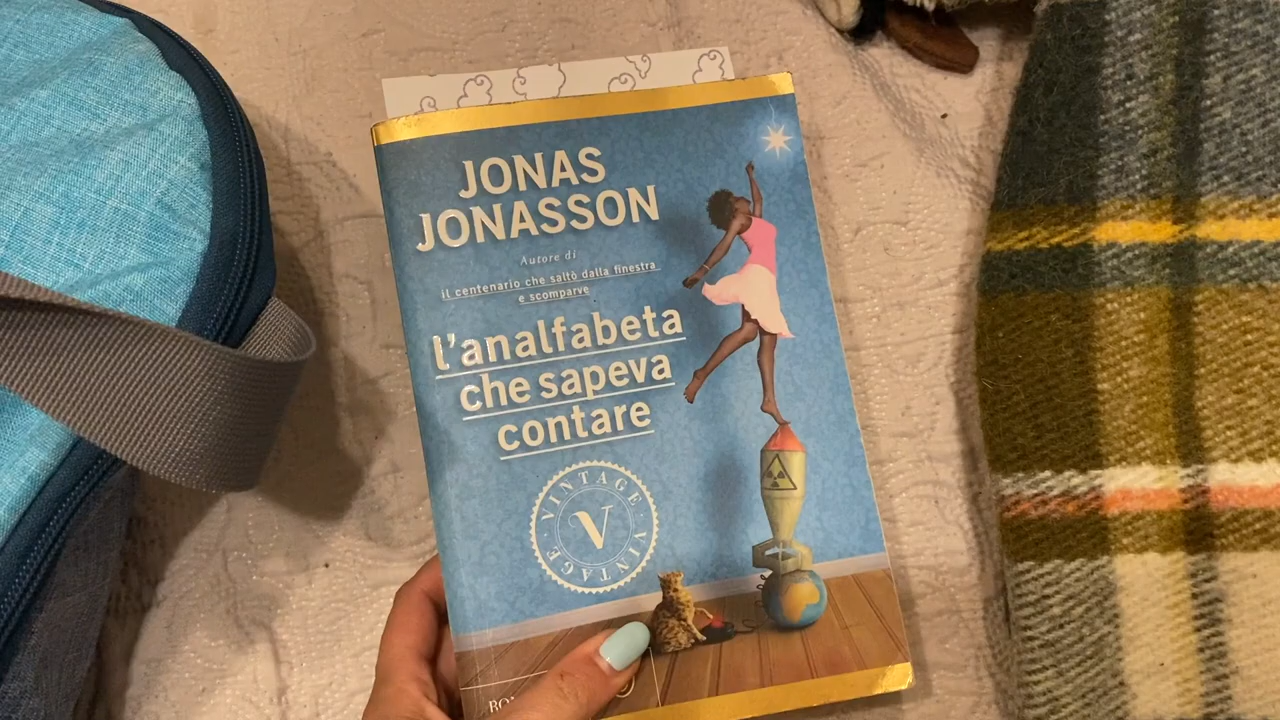 JONAS
JONASSON
Autore di
il centenario che saltò dalla finestra
e scomparve
l'analfabeta
che sapeva
contare
VINTAGE · VINTAGE
V